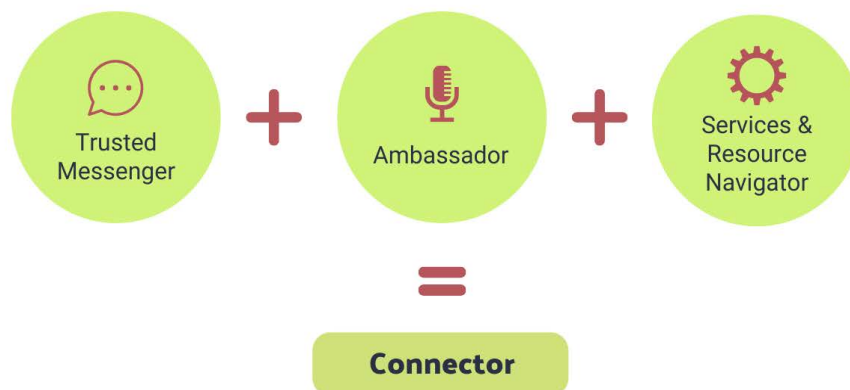 Trusted
Messenger
Ambassador
Services &
Resource
Navigator
Connector